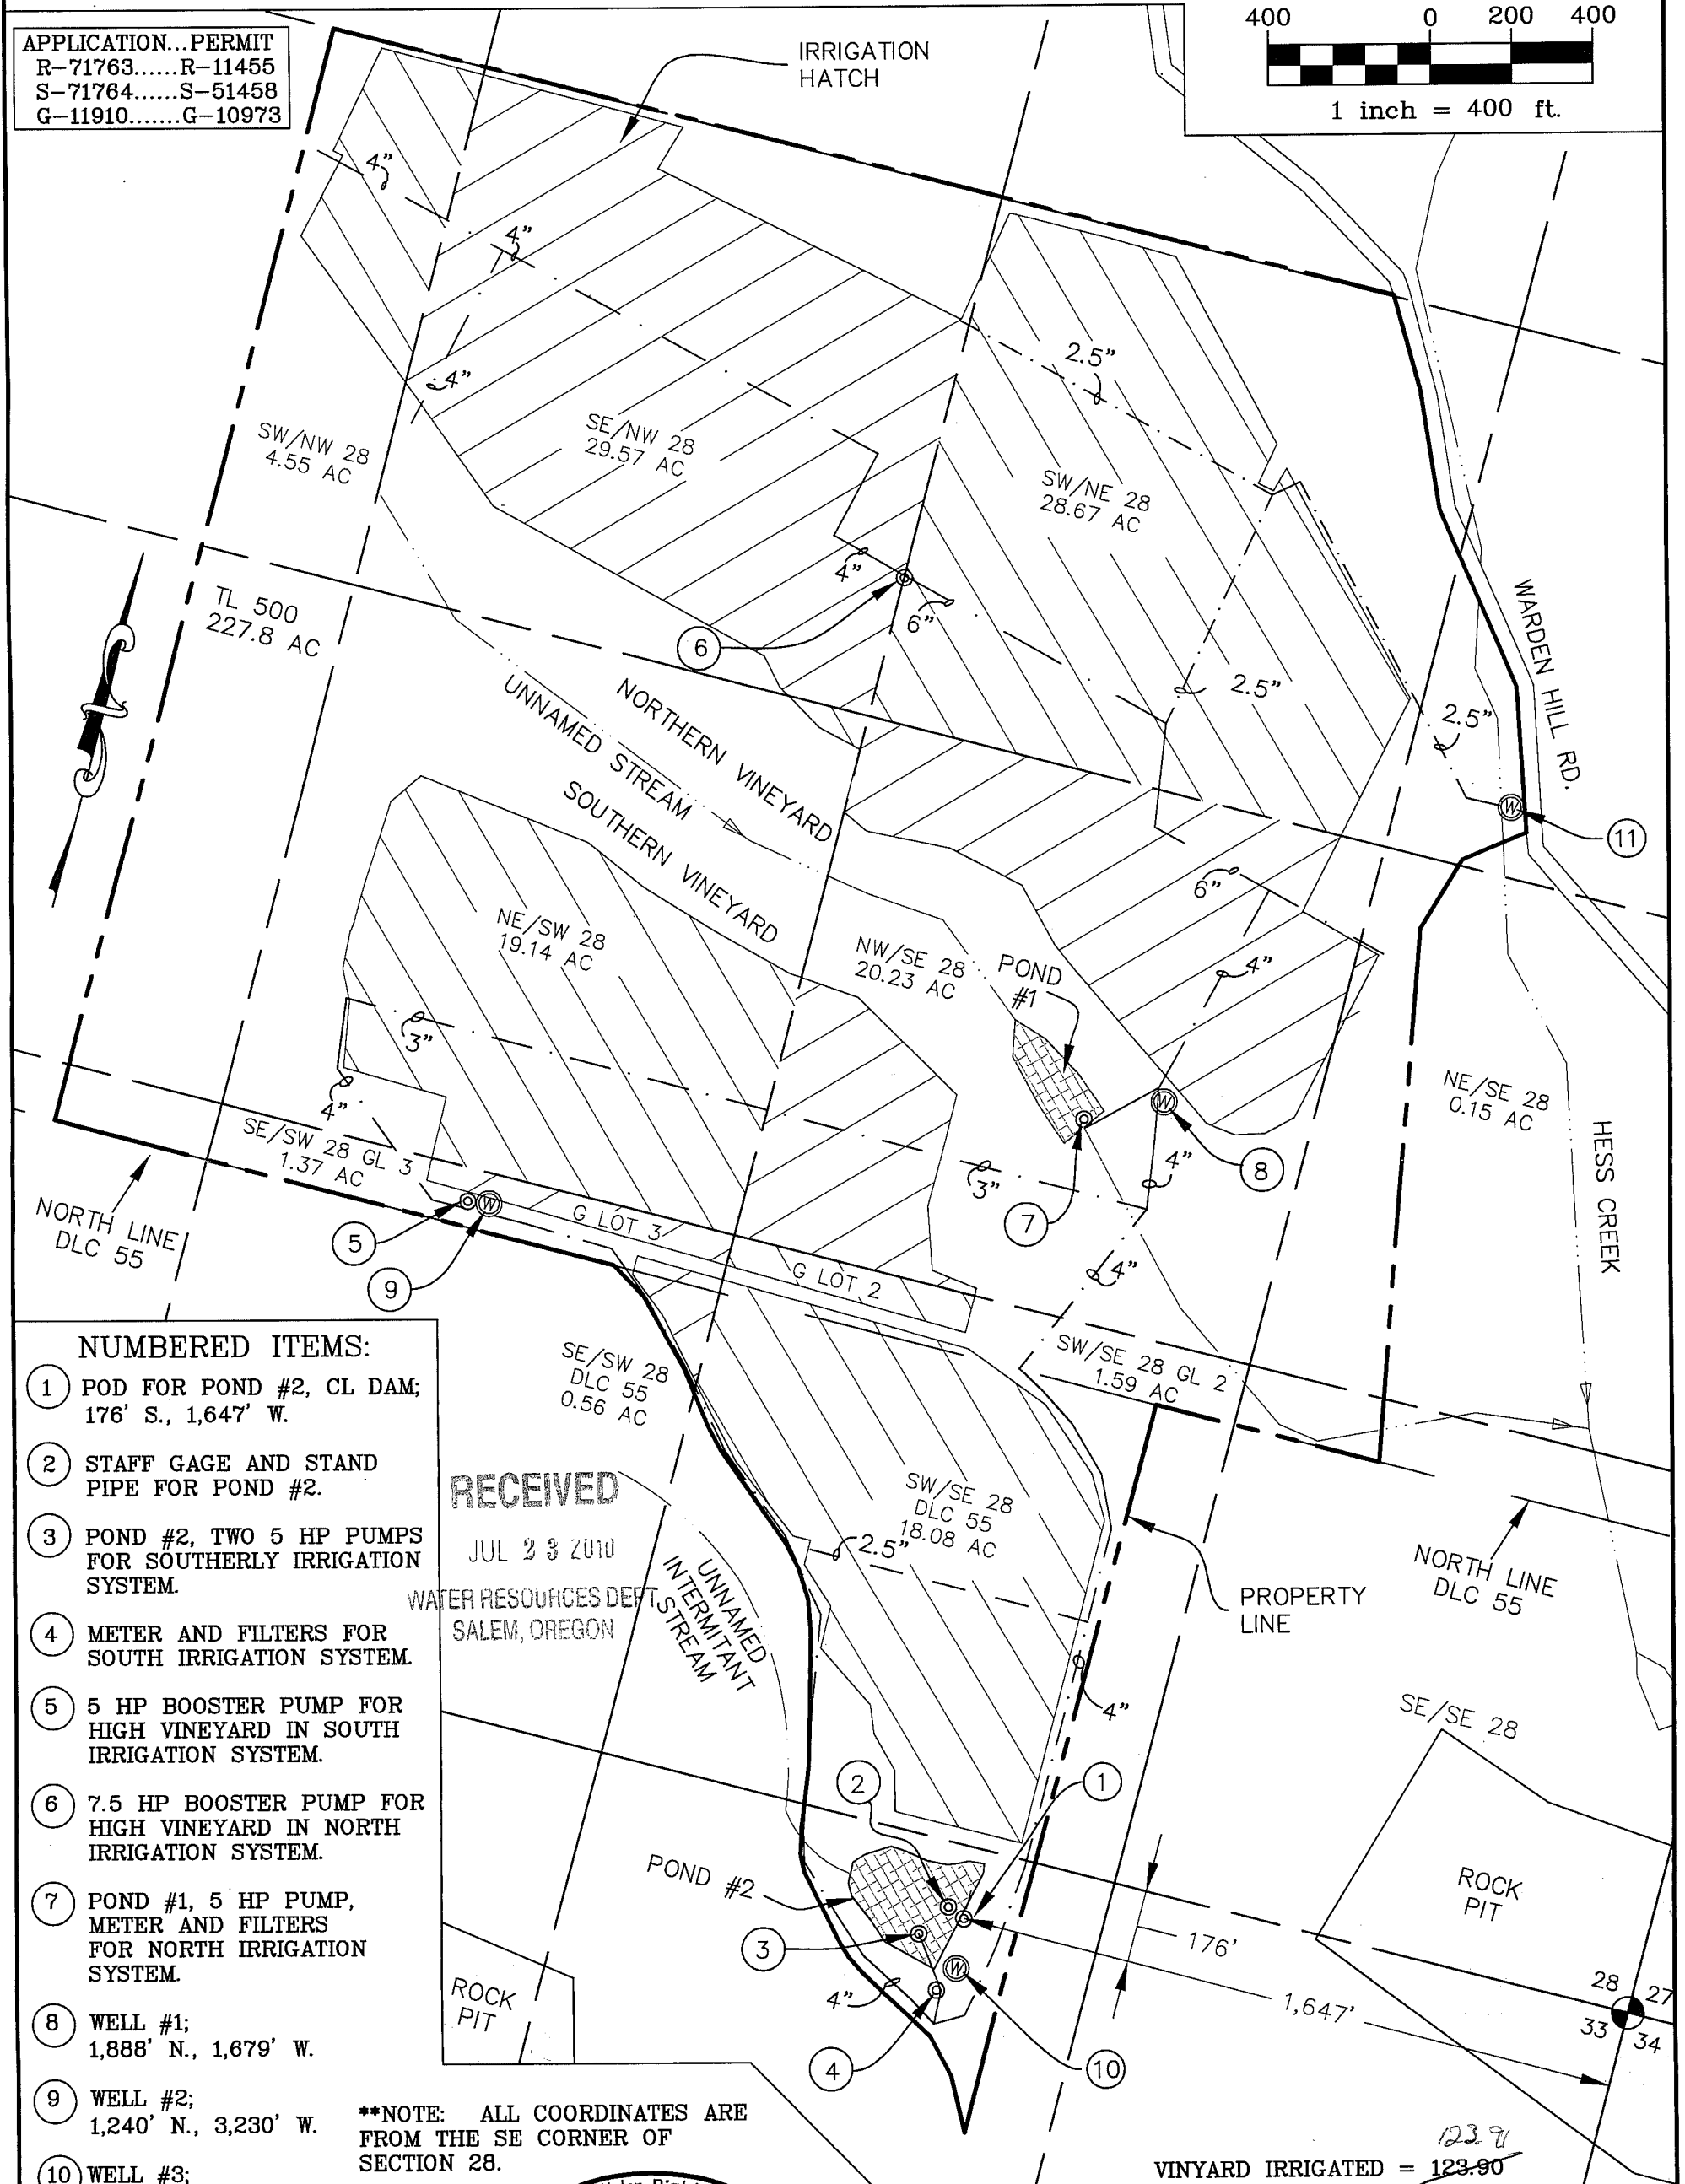 APPLICATION...PERMIT
R-71763......R-11455
S-71764......S-51458
G-11910.......G-10973
IRRIGATION
HATCH
400 0 200 400
1 inch = 400 ft.
4"
4"
4"
2.5"
SW/NW 28
4.55 AC
SE/NW 28
29.57 AC
SW/NE 28
28.67 AC
4"
6"
6
TL 500
227.8 AC
2.5"
2.5"
WARDEN HILL RD.
11
NORTHERN VINEYARD
UNNAMED STREAM
SOUTHERN VINEYARD
W
6"
4"
NE/SW 28
19.14 AC
NW/SE 28
20.23 AC
POND
#1
3"
4"
W
NE/SE 28
0.15 AC
HESS CREEK
SE/SW 28 GL 3
1.37 AC
3"
4"
8
7
NORTH LINE
DLC 55
W
5
9
G LOT 3
G LOT 2
4"
SW/SE 28 GL 2
1.59 AC
SE/SW 28
DLC 55
0.56 AC
SW/SE 28
DLC 55
18.08 AC
2.5"
RECEIVED
JUL 23 2010
WATER RESOURCES DEPT
SALEM, OREGON
UNNAMED
INTERMITANT
STREAM
PROPERTY
LINE
NORTH LINE
DLC 55
4"
SE/SE 28
ROCK
PIT
2
1
POND #2
3
W
4"
4
10
176'
1,647'
28 27
33 34
ROCK
PIT
NUMBERED ITEMS:
1 POD FOR POND #2, CL DAM;
176' S., 1,647' W.
2 STAFF GAGE AND STAND
PIPE FOR POND #2.
3 POND #2, TWO 5 HP PUMPS
FOR SOUTHERLY IRRIGATION
SYSTEM.
4 METER AND FILTERS FOR
SOUTH IRRIGATION SYSTEM.
5 5 HP BOOSTER PUMP FOR
HIGH VINEYARD IN SOUTH
IRRIGATION SYSTEM.
6 7.5 HP BOOSTER PUMP FOR
HIGH VINEYARD IN NORTH
IRRIGATION SYSTEM.
7 POND #1, 5 HP PUMP,
METER AND FILTERS
FOR NORTH IRRIGATION
SYSTEM.
8 WELL #1;
1,888' N., 1,679' W.
9 WELL #2;
1,240' N., 3,230' W.
10 WELL #3;
**NOTE: ALL COORDINATES ARE
FROM THE SE CORNER OF
SECTION 28.
123.91
VINYARD IRRIGATED = 123.90